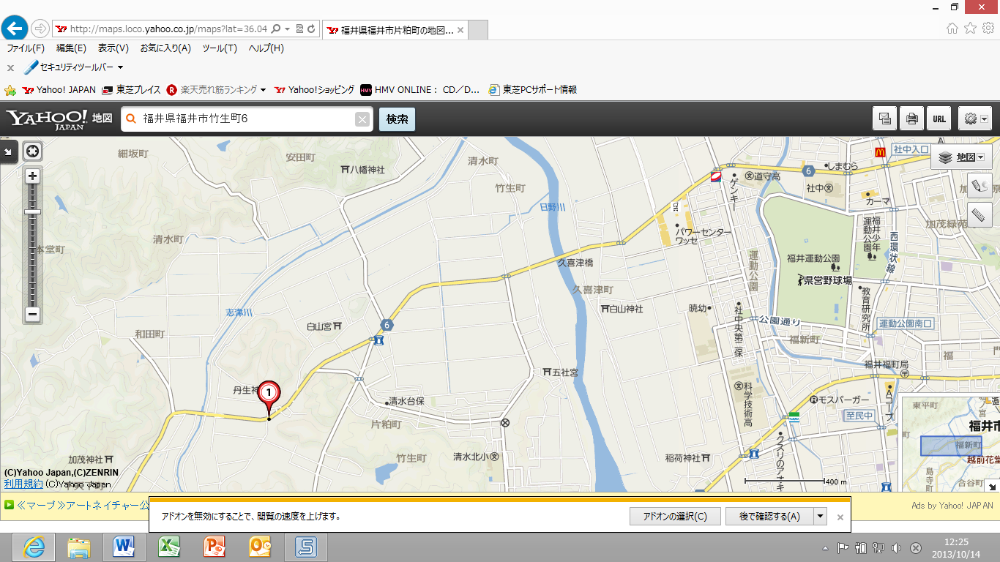 http://maps.loco.yahoo.co.jp/maps?lat=36.04
福井県福井市片粕町の地図...
ファイル(F) 編集(E) 表示(V) お気に入り(A) ツール(T) ヘルプ(H)
x セキュリティツールバー
Yahoo! JAPAN 東芝プレイス 楽天売れ筋ランキング Yahoo!ショッピング HMV ONLINE： CD／D... 東芝PCサポート情報
YAHOO! JAPAN 地図 福井県福井市竹生町6 検索 URL
細坂町
安田町
八幡神社
清水町
竹生町
日野川
ゲンキー
道守高
6
しまむら
社中
社中入口
地図
カーマ
加茂緑苑
パワーセンター
ワッセ
運動公園
福井少年
運動公園
西環状線
福井運動公園
県営野球場
教育研究所
本堂町
清水町
久喜津橋
久喜津町
白山神社
暁幼
社中央第二保
公園通り
福新町
運動公園南口
志津川
白山宮
6
和田町
五社宮
福井福町局
福
丹生神
1
清水台保
片粕町
科学技術高
モスバーガー
Aコープ
至民中
加茂神社
竹生町
清水北小
稲荷神社
クスリのアオキ
東平町
福井市
福新町
越前花堂
島寺町
合谷町
400 m
(C)Yahoo Japan,(C)ZENRIN
利用規約 (C)Yahoo Japan
≪マープ≫アートネイチャー公
Ads by Yahoo! JAPAN
アドオンを無効にすることで、閲覧の速度を上げます。 アドオンの選択(C) 後で確認する(A) ×
12:25
2013/10/14